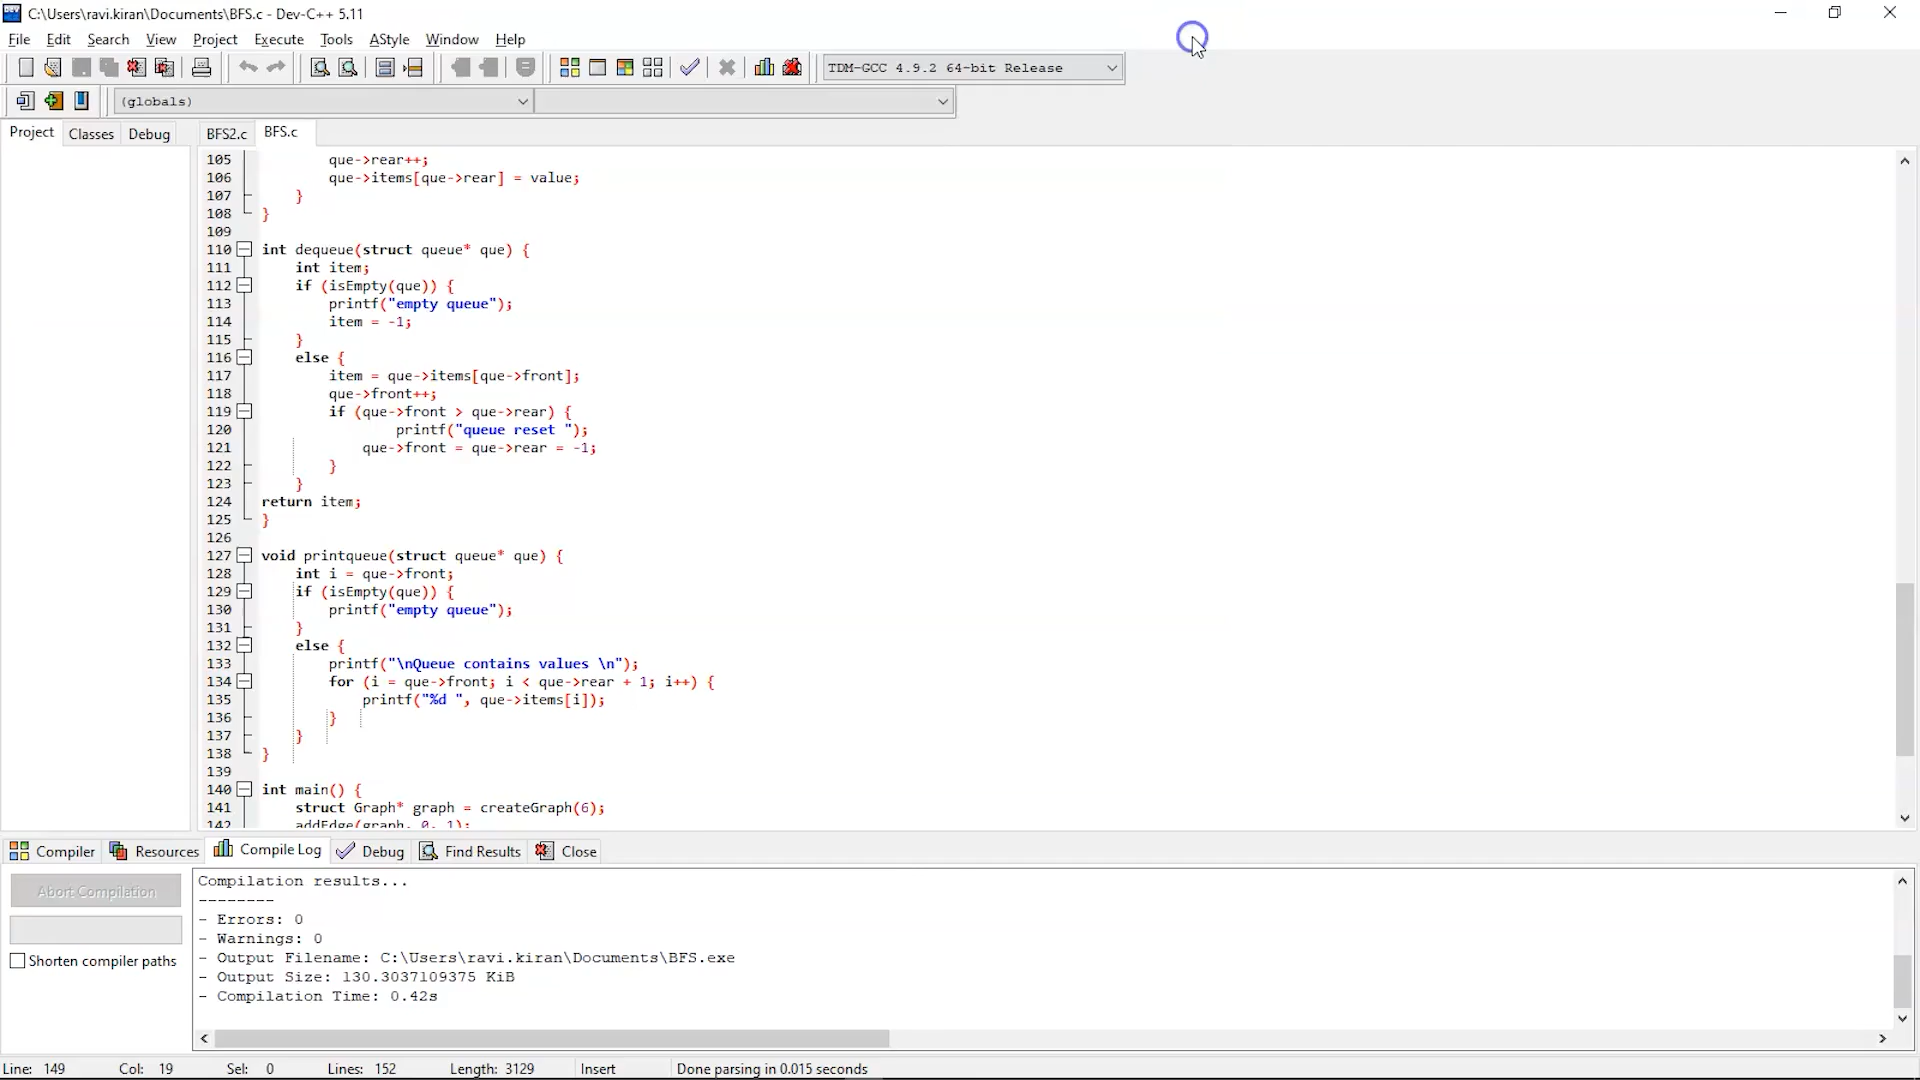 C:\Users\ravi.kiran\Documents\BFS.c - Dev-C++ 5.11
File Edit Search View Project Execute Tools AStyle Window Help
TDM-GCC 4.9.2 64-bit Release
(globals)
Project Classes Debug BFS2.c BFS.c
105 que->rear++;
106 que->items[que->rear] = value;
107 }
108 }
109
110 int dequeue(struct queue* que) {
111 int item;
112 if (isEmpty(que)) {
113 printf("empty queue");
114 item = -1;
115 }
116 else {
117 item = que->items[que->front];
118 que->front++;
119 if (que->front > que->rear) {
120 printf("queue reset ");
121 que->front = que->rear = -1;
122 }
123 }
124 return item;
125 }
126
127 void printqueue(struct queue* que) {
128 int i = que->front;
129 if (isEmpty(que)) {
130 printf("empty queue");
131 }
132 else {
133 printf("\nQueue contains values \n");
134 for (i = que->front; i < que->rear + 1; i++) {
135 printf("%d ", que->items[i]);
136 }
137 }
138 }
139
140 int main() {
141 struct Graph* graph = createGraph(6);
142 addEdge(graph, 0, 1);
Compiler Resources Compile Log Debug Find Results Close
Abort Compilation
Shorten compiler paths
Compilation results...
--------
- Errors: 0
- Warnings: 0
- Output Filename: C:\Users\ravi.kiran\Documents\BFS.exe
- Output Size: 130.3037109375 KiB
- Compilation Time: 0.42s
Line: 149 Col: 19 Sel: 0 Lines: 152 Length: 3129 Insert Done parsing in 0.015 seconds